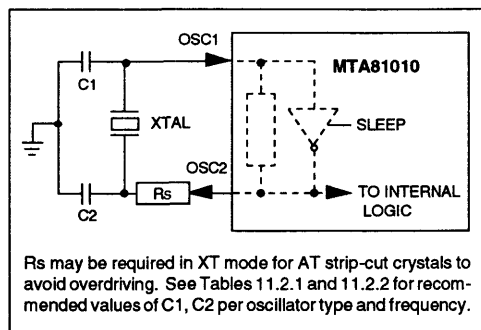 OSC1
MTA81010
C1
XTAL
SLEEP
OSC2
C2
Rs
TO INTERNAL
LOGIC
Rs may be required in XT mode for AT strip-cut crystals to
avoid overdriving. See Tables 11.2.1 and 11.2.2 for recom-
mended values of C1, C2 per oscillator type and frequency.